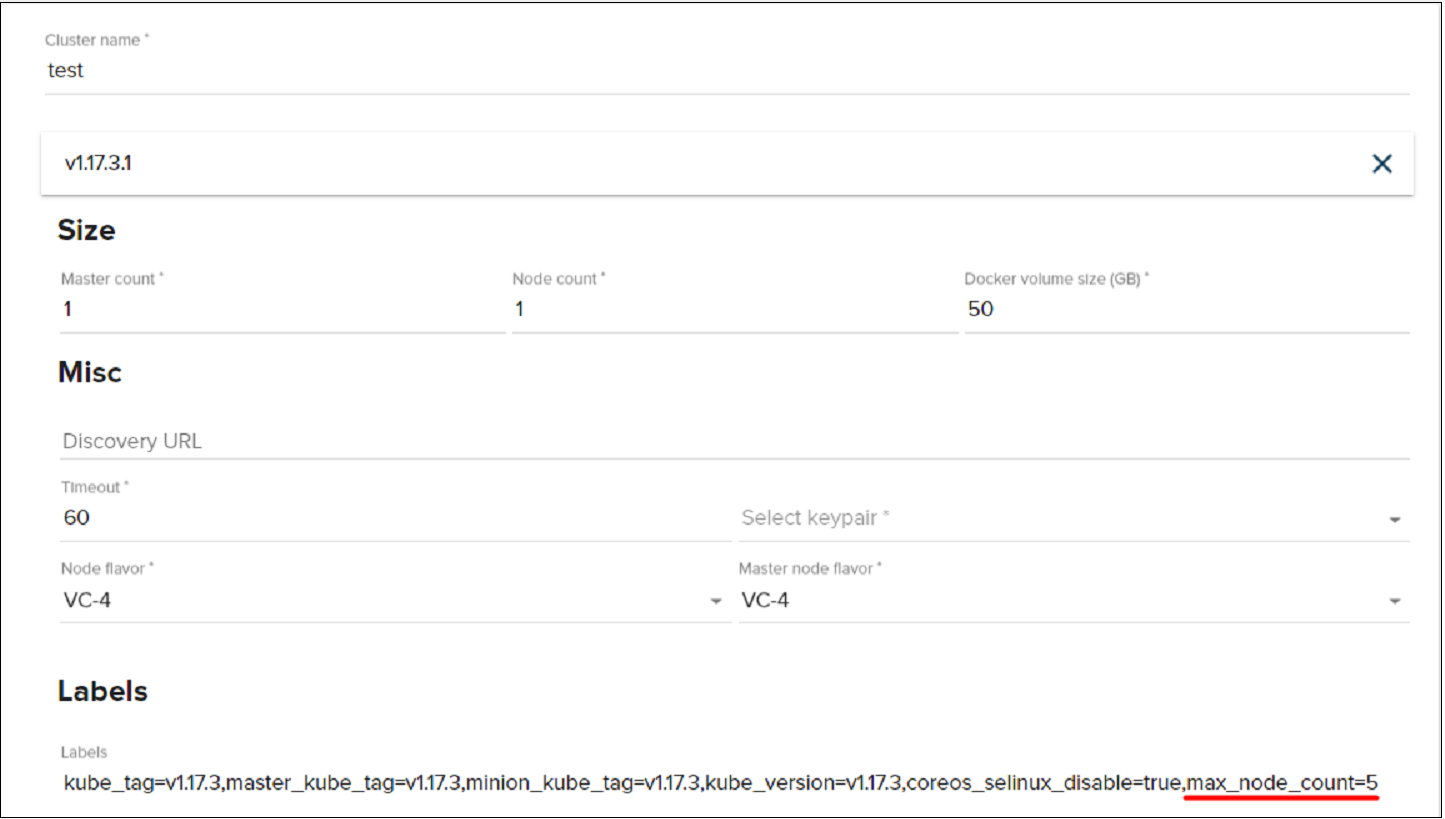 Cluster name *
test
v1.17.3.1
Size
Master count * Node count * Docker volume size (GB) *
1 1 50
Misc
Discovery URL
Timeout *
60 Select keypair *
Node flavor * Master node flavor *
VC-4 VC-4
Labels
Labels
kube_tag=v1.17.3,master_kube_tag=v1.17.3,minion_kube_tag=v1.17.3,kube_version=v1.17.3,coreos_selinux_disable=true,max_node_count=5